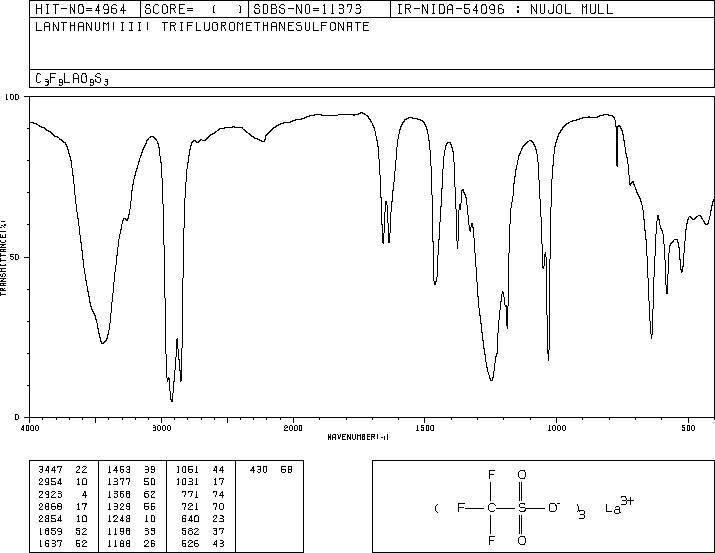 HIT-NO=4964 SCORE= ( ) SDBS-NO=11373 IR-NIDA-54096 : NUJOL MULL
LANTHANUM(III) TRIFLUOROMETHANESULFONATE
C₃F₉LAO₉S₃
100
50
0
TRANSMITTANCE(%)
4000 3000 2000 1500 1000 500
WAVENUMBER(-1)
3447 22 1463 39 1051 44 430 58
2954 10 1377 50 1031 17
2923 4 1368 62 771 74
2868 17 1329 56 721 70
2854 10 1248 10 640 23
1659 52 1198 39 582 37
1637 52 1188 26 526 43
F O
( F C S O⁻ )₃ La³⁺
F O